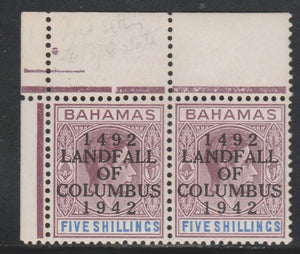 BAHAMAS
1492
LANDFALL
OF
COLUMBUS
1942
FIVE SHILLINGS
BAHAMAS
1492
LANDFALL
OF
COLUMBUS
1942
FIVE SHILLINGS